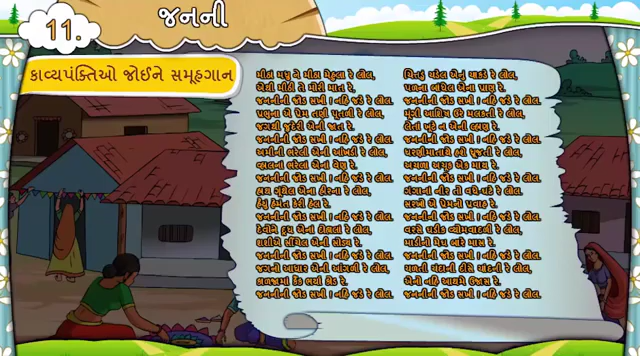 જનની
11.
કાવ્યપંક્તિઓ જોઈને સમૂહગાન
મીઠા મધુ ને મીઠા મેહુલા રે લોલ,
એથી મીઠી તે મોરી માત રે.
જનનીની જોડ સખી ! નહિ જડે રે લોલ.
પ્રભુના એ પ્રેમ તણી પૂતળી રે લોલ,
જગથી જુદેરી એની જાત રે.
જનનીની જોડ સખી ! નહિ જડે રે લોલ.
અમીની ભરેલી એની આંખડી રે લોલ,
વ્હાલનાં ભરેલાં એનાં વેણ રે.
જનનીની જોડ સખી ! નહિ જડે રે લોલ.
હાથ ગૂંથેલ એના હીરના રે લોલ,
હૈયું હેમંત કેરી હેલ રે.
જનનીની જોડ સખી ! નહિ જડે રે લોલ.
દેવોને દૂધ એનાં દોહ્યલાં રે લોલ,
શશીએ સીંચેલ એની સોડ્ય રે.
જનનીની જોડ સખી ! નહિ જડે રે લોલ.
જગનો આધાર એની આંગળી રે લોલ,
કાળજામાં કૈંક ભર્યા કોડ રે.
જનનીની જોડ સખી ! નહિ જડે રે લોલ.
ચિત્તડું ચડેલ એનું ચાકડે રે લોલ,
પળના બાંધેલ એના પ્રાણ રે.
જનનીની જોડ સખી ! નહિ જડે રે લોલ.
મૂંગી આશિષ ઉરે મલકતી રે લોલ,
લેતા ખૂટે ન એની લહાણ રે.
જનનીની જોડ સખી ! નહિ જડે રે લોલ.
ધરણીમાતાયે હશે ધ્રૂજતી રે લોલ,
અચળા અચૂક એક માય રે.
જનનીની જોડ સખી ! નહિ જડે રે લોલ.
ગંગાનાં નીર તો વધે ઘટે રે લોલ,
સરખો એ પ્રેમનો પ્રવાહ રે.
જનનીની જોડ સખી ! નહિ જડે રે લોલ.
વરસે ઘડીક વ્યોમવાદળી રે લોલ,
માડીનો મેઘ બારે માસ રે.
જનનીની જોડ સખી ! નહિ જડે રે લોલ.
ચળતી ચંદાની દીસે ચાંદની રે લોલ,
એનો નહિ આથમે ઉજાસ રે.
જનનીની જોડ સખી ! નહિ જડે રે લોલ.